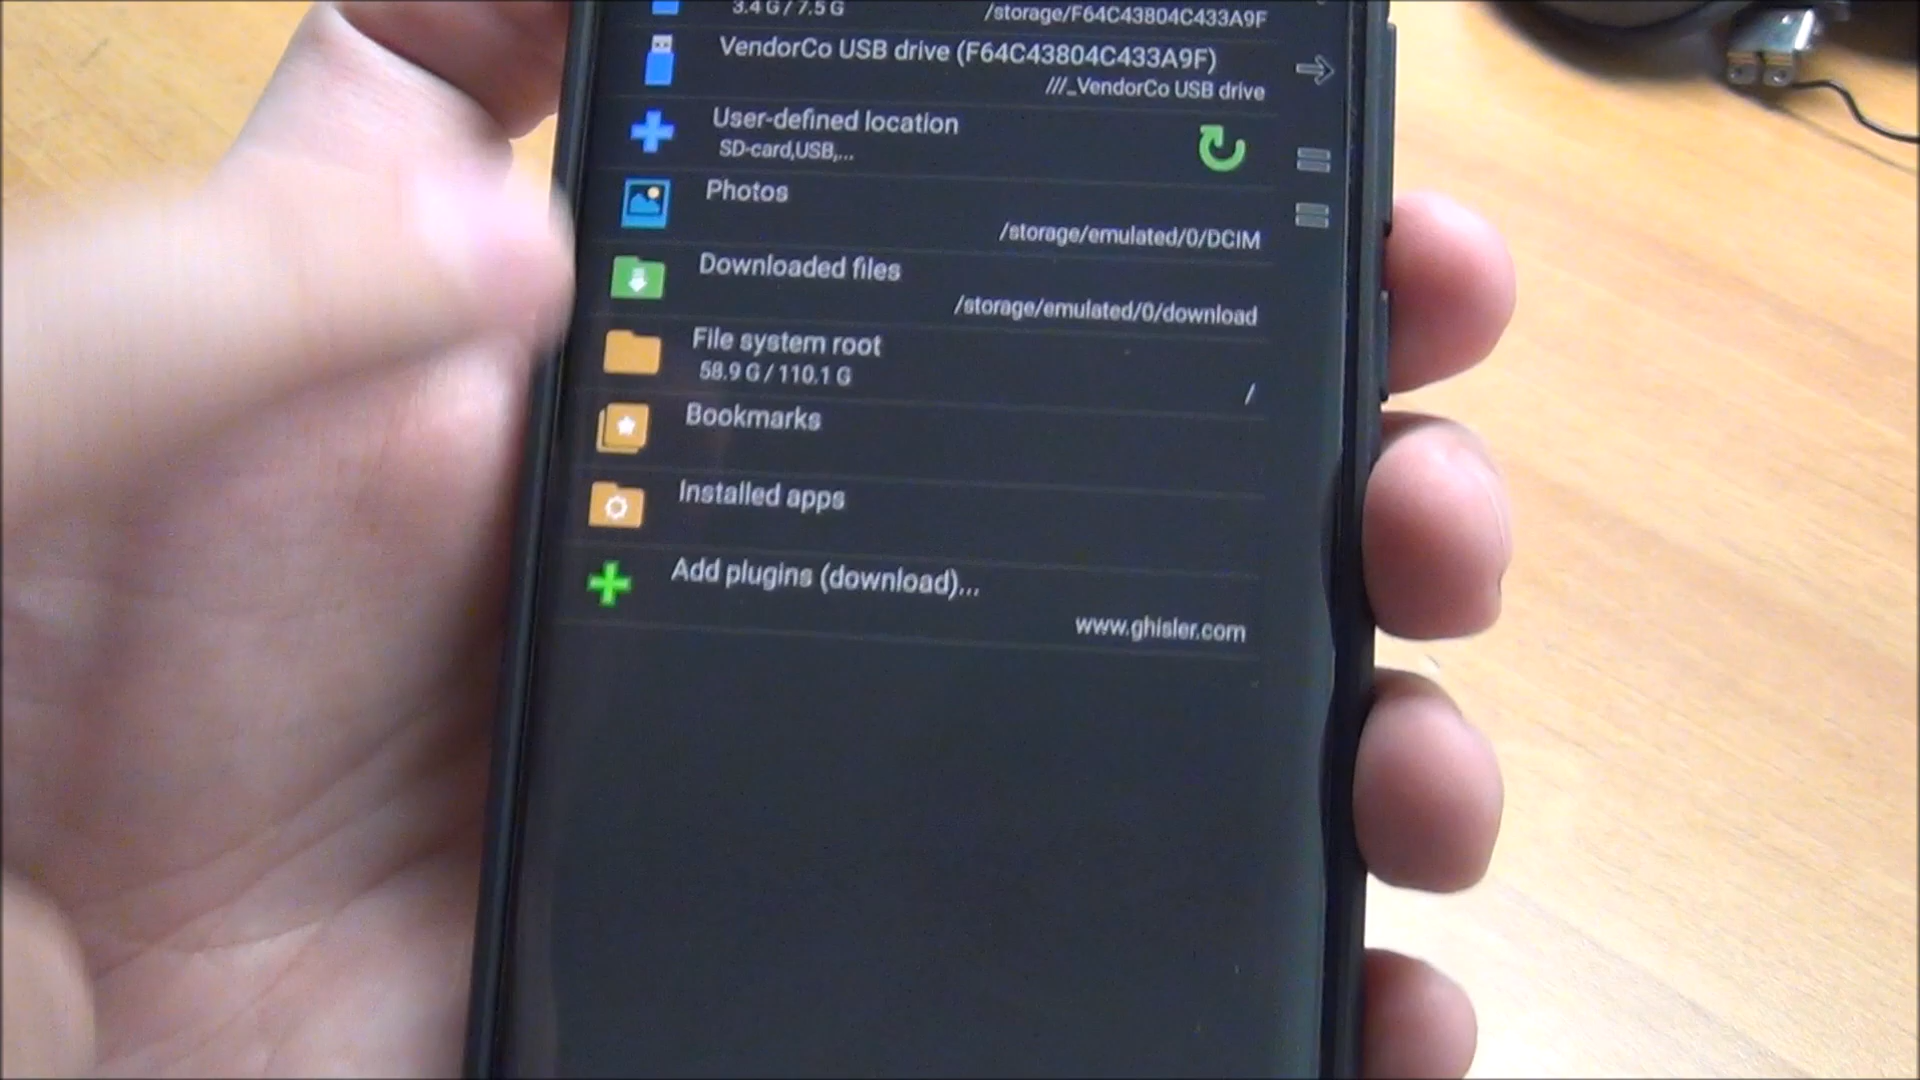 3.4 G / 7.5 G
/storage/F64C43804C433A9F
VendorCo USB drive (F64C43804C433A9F)
///_VendorCo USB drive
User-defined location
SD-card,USB,...
Photos
/storage/emulated/0/DCIM
Downloaded files
/storage/emulated/0/download
File system root
58.9 G / 110.1 G
/
Bookmarks
Installed apps
Add plugins (download)...
www.ghisler.com